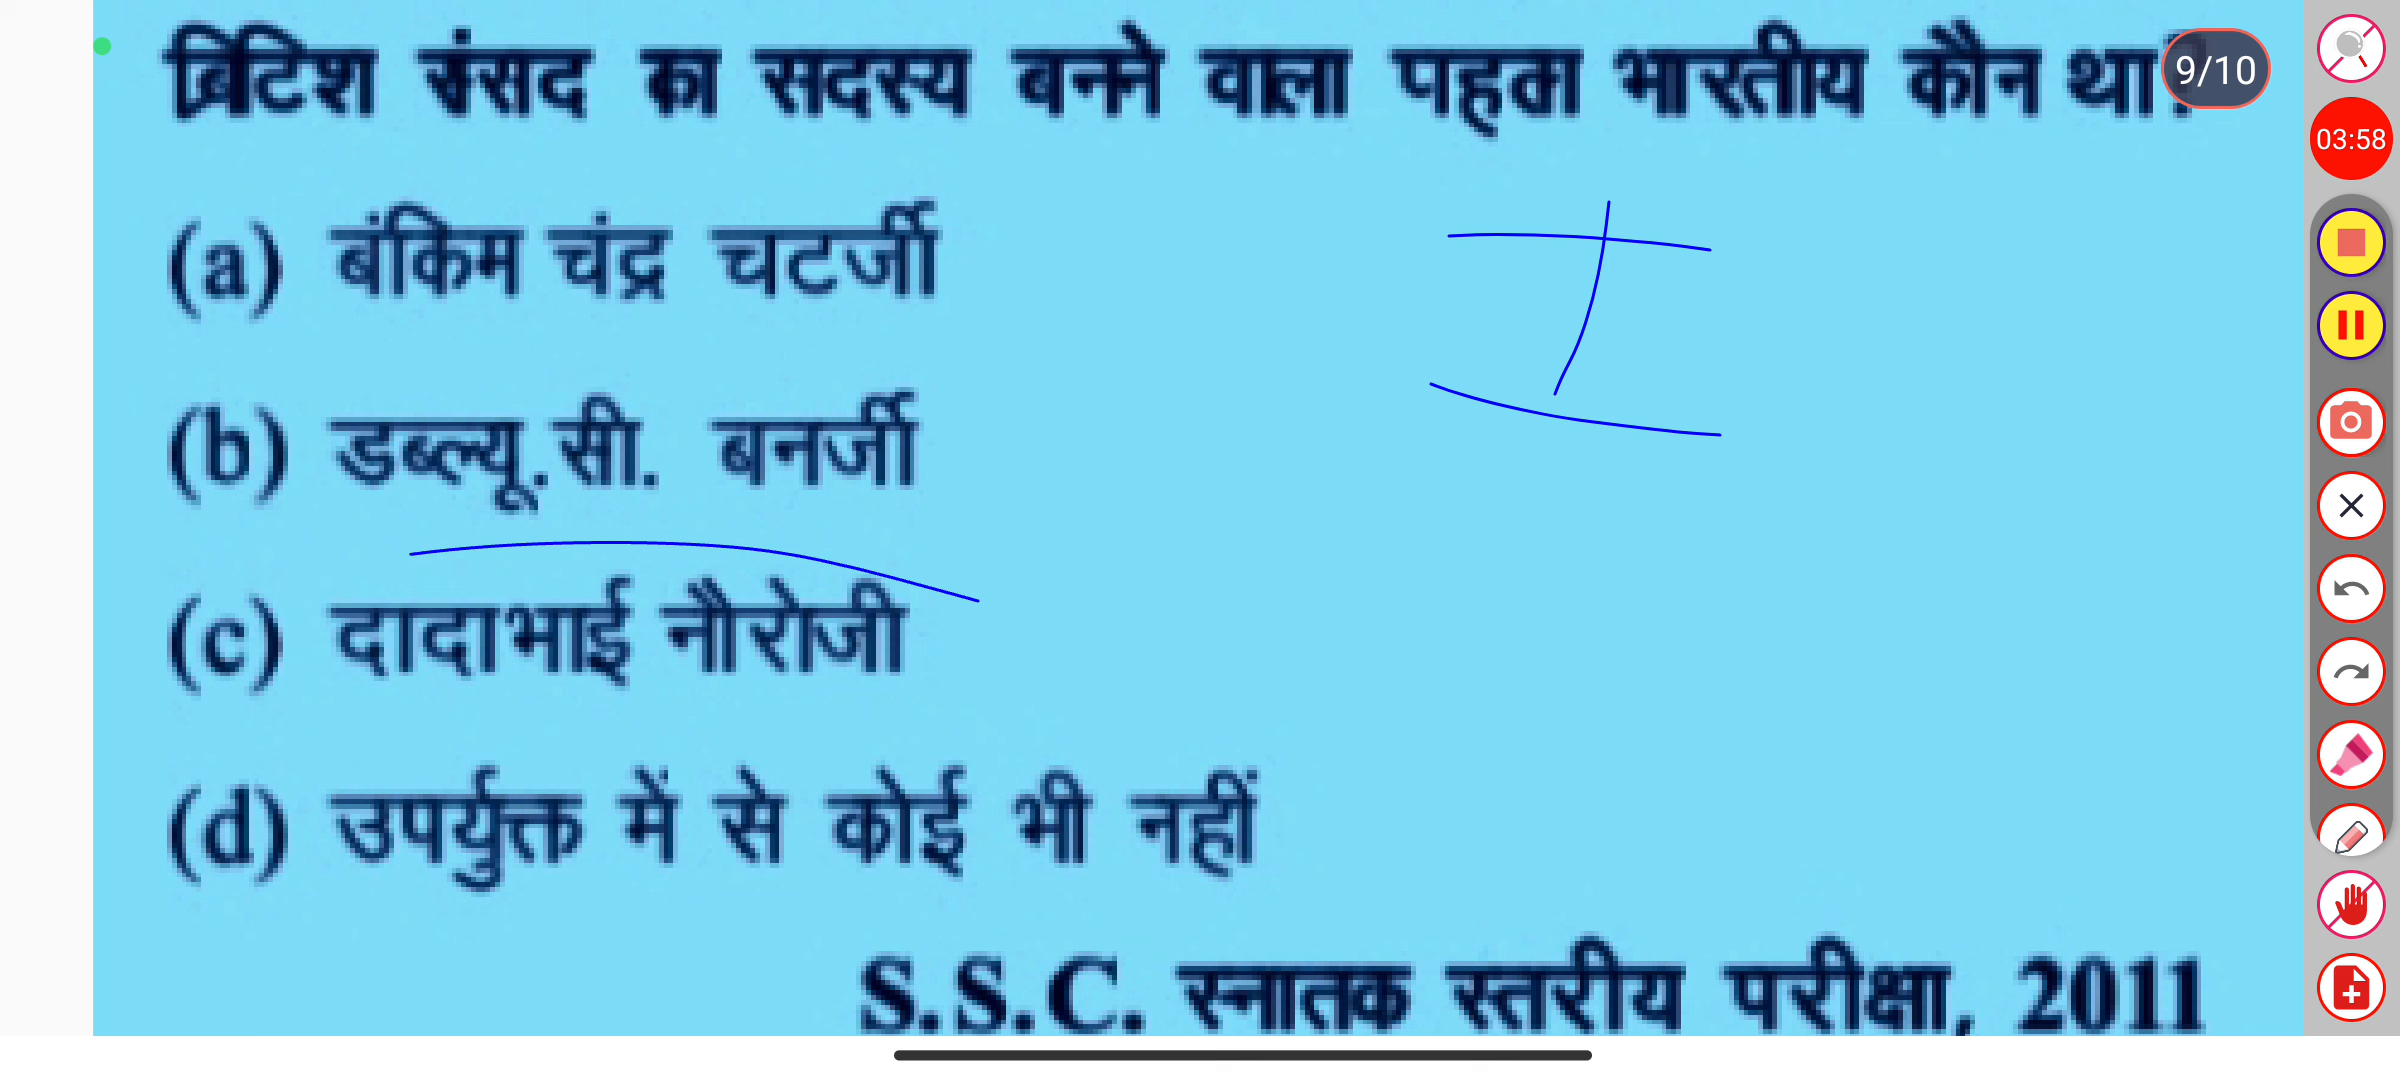 ब्रिटिश संसद का सदस्य बनने वाला पहला भारतीय कौन था?
9/10
03:58
(a) बंकिम चंद्र चटर्जी
(b) डब्ल्यू.सी. बनर्जी
(c) दादाभाई नौरोजी
(d) उपर्युक्त में से कोई भी नहीं
S.S.C. स्नातक स्तरीय परीक्षा, 2011